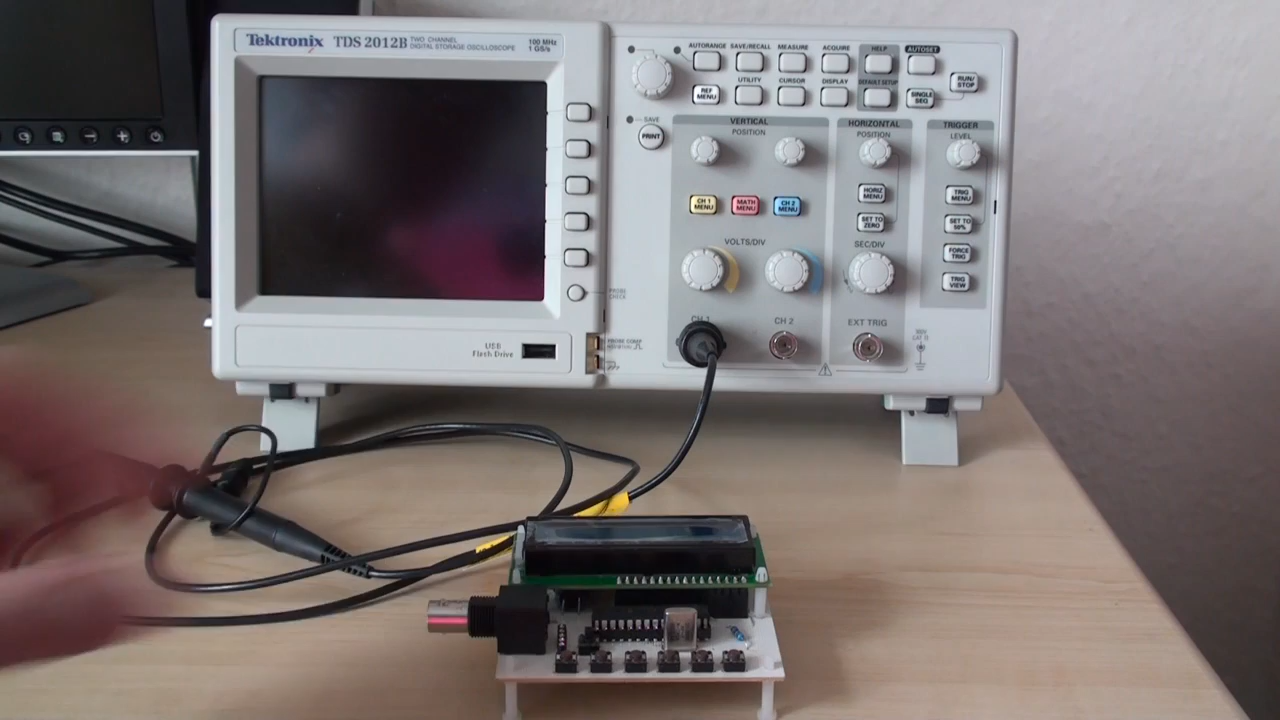 Tektronix TDS 2012B TWO CHANNEL DIGITAL STORAGE OSCILLOSCOPE 100 MHz 1 GS/s
AUTORANGE SAVE/RECALL MEASURE ACQUIRE HELP AUTOSET
UTILITY CURSOR DISPLAY DEFAULT SETUP
REF MENU
SINGLE SEQ
RUN/ STOP
SAVE
PRINT
VERTICAL
POSITION
HORIZONTAL
POSITION
TRIGGER
LEVEL
CH 1 MENU
MATH MENU
CH 2 MENU
HORIZ MENU
SET TO ZERO
TRIG MENU
SET TO 50%
FORCE TRIG
TRIG VIEW
VOLTS/DIV
SEC/DIV
PROBE CHECK
CH 1
CH 2
EXT TRIG
USB
Flash Drive
PROBE COMP